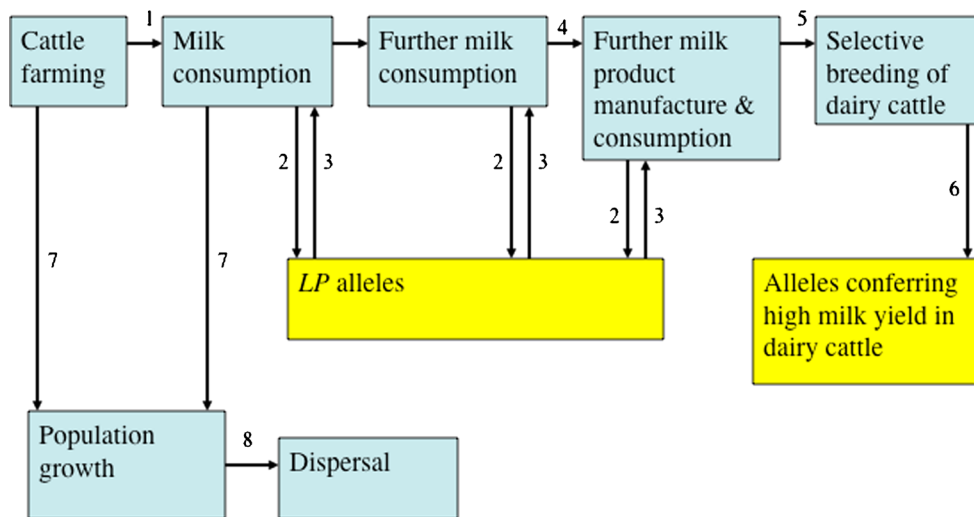 1
4
5
Cattle
farming
Milk
consumption
Further milk
consumption
Further milk
product
manufacture &
consumption
Selective
breeding of
dairy cattle
2
3
2
3
2
3
6
7
7
LP alleles
Alleles conferring
high milk yield in
dairy cattle
Population
growth
8
Dispersal